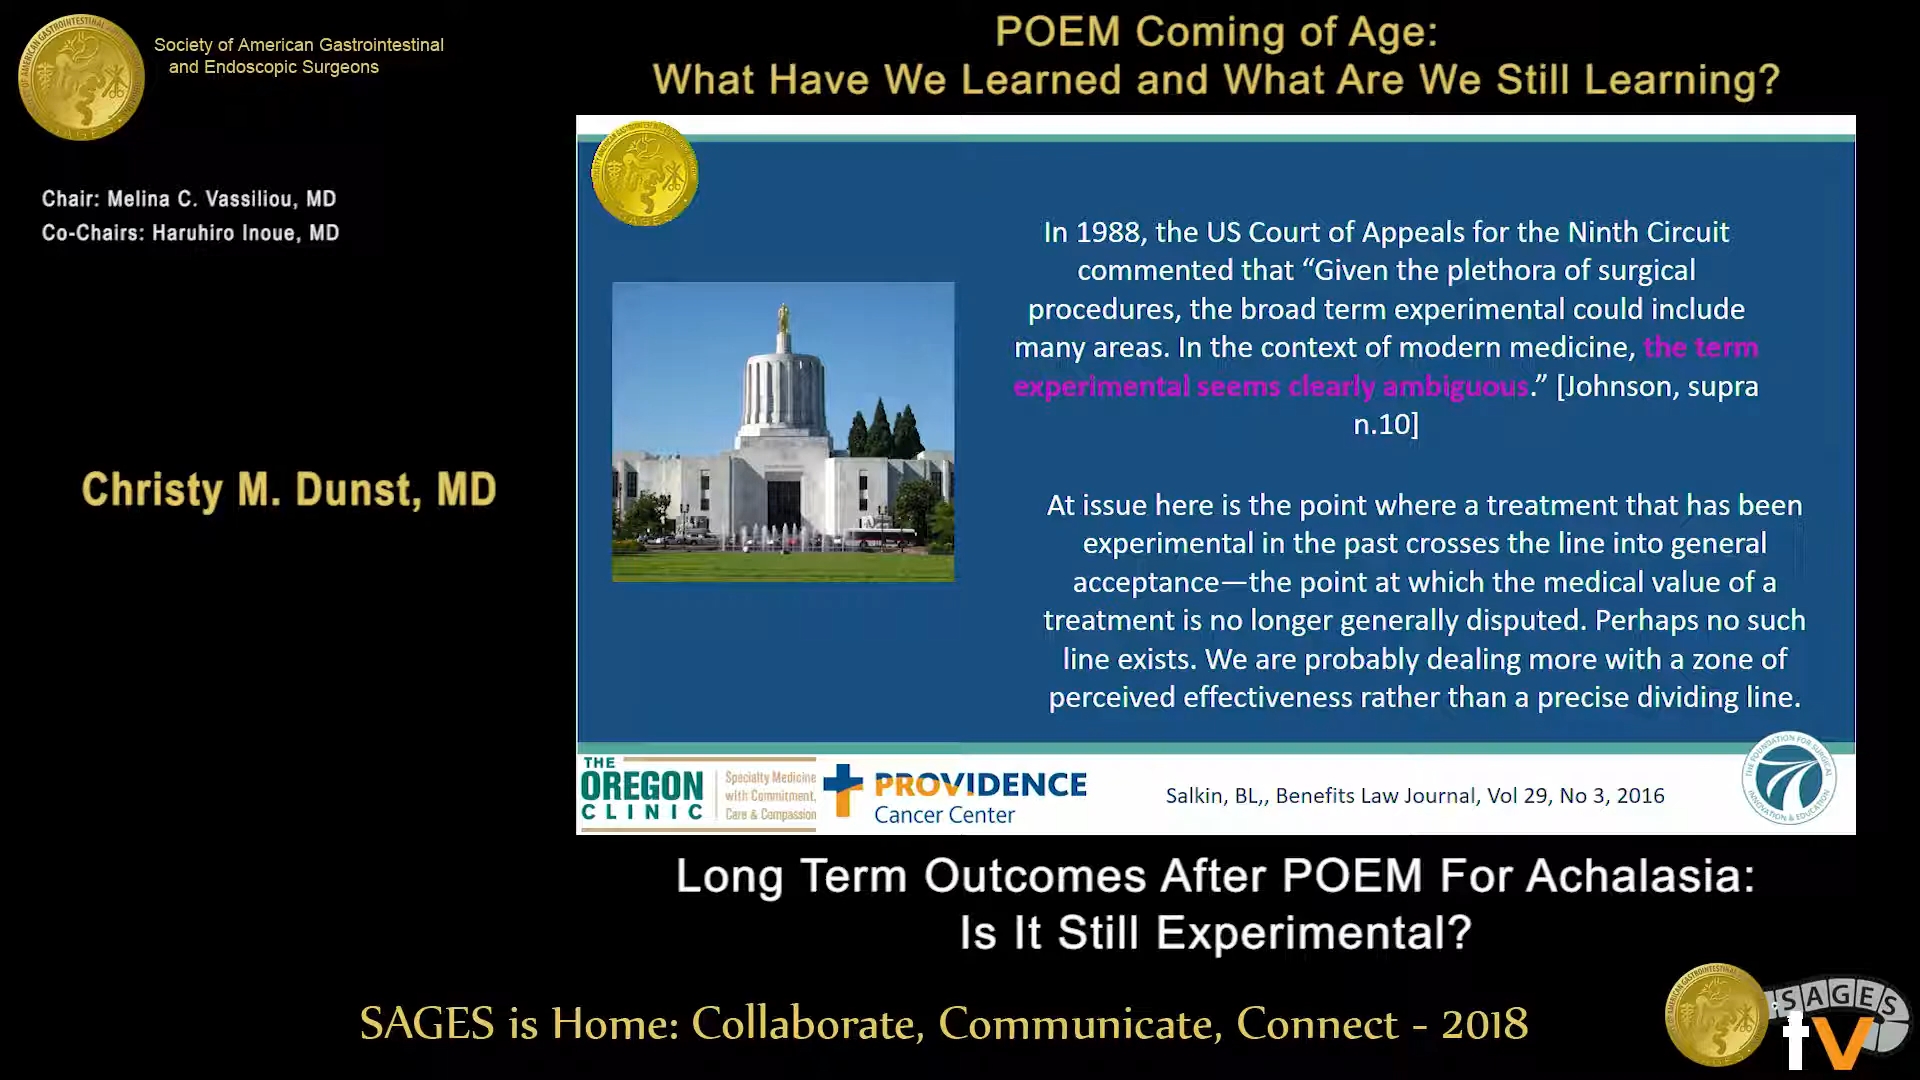 Society of American Gastrointestinal
and Endoscopic Surgeons
POEM Coming of Age:
What Have We Learned and What Are We Still Learning?
Chair: Melina C. Vassiliou, MD
Co-Chairs: Haruhiro Inoue, MD
Christy M. Dunst, MD
In 1988, the US Court of Appeals for the Ninth Circuit
commented that “Given the plethora of surgical
procedures, the broad term experimental could include
many areas. In the context of modern medicine, the term
experimental seems clearly ambiguous.” [Johnson, supra
n.10]
At issue here is the point where a treatment that has been
experimental in the past crosses the line into general
acceptance—the point at which the medical value of a
treatment is no longer generally disputed. Perhaps no such
line exists. We are probably dealing more with a zone of
perceived effectiveness rather than a precise dividing line.
THE
OREGON
CLINIC
Specialty Medicine
with Commitment,
Care & Compassion
PROVIDENCE
Cancer Center
Salkin, BL,, Benefits Law Journal, Vol 29, No 3, 2016
THE FOUNDATION FOR SURGICAL
INNOVATION & EDUCATION
Long Term Outcomes After POEM For Achalasia:
Is It Still Experimental?
SAGES is Home: Collaborate, Communicate, Connect - 2018
SAGES
tv